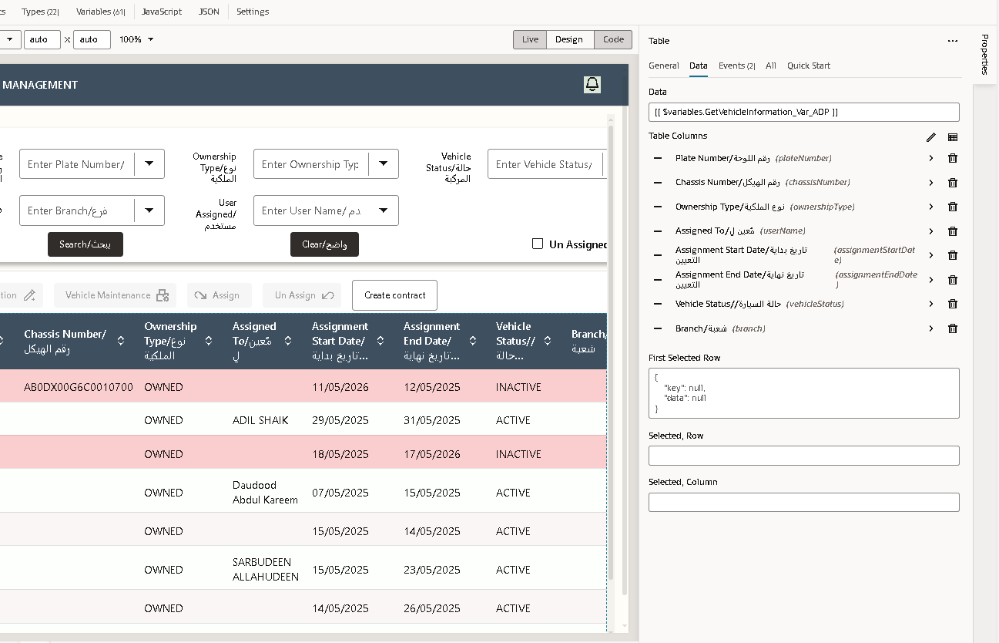 Types (22) Variables (61) JavaScript JSON Settings
auto x auto 100% Live Design Code
MANAGEMENT
Enter Plate Number/
Ownership
Type/نوع
الملكية
Enter Ownership Typ
Vehicle
Status/حالة
المركبة
Enter Vehicle Status/
Enter Branch/فرع
User
Assigned/
مستخدم
Enter User Name/دم
Search/يبحث Clear/واضح Un Assigned
tion Vehicle Maintenance Assign Un Assign Create contract
Chassis Number/
رقم الهيكل
Ownership
Type/نوع
الملكية
Assigned
To/مُعين
لِ
Assignment
Start Date/
تاريخ بداية...
Assignment
End Date/
تاريخ نهاية...
Vehicle
Status//
حالة...
Branch/
شعبة
AB0DX00G6C0010700 OWNED 11/05/2026 12/05/2025 INACTIVE
OWNED ADIL SHAIK 29/05/2025 31/05/2025 ACTIVE
OWNED 18/05/2025 17/05/2026 INACTIVE
OWNED Daudood
Abdul Kareem 07/05/2025 15/05/2025 ACTIVE
OWNED 15/05/2025 14/05/2025 ACTIVE
OWNED SARBUDEEN
ALLAHUDEEN 15/05/2025 23/05/2025 ACTIVE
OWNED 14/05/2025 26/05/2025 ACTIVE
Table ...
General Data Events (2) All Quick Start
Data
[[ $variables.GetVehicleInformation_Var_ADP ]]
Table Columns
Plate Number/رقم اللوحة (plateNumber)
Chassis Number/رقم الهيكل (chassisNumber)
Ownership Type/نوع الملكية (ownershipType)
Assigned To/مُعين لِ (userName)
Assignment Start Date/تاريخ بداية
التعيين
(assignmentStartDat
e)
Assignment End Date/تاريخ نهاية
التعيين
(assignmentEndDate
)
Vehicle Status//حالة السيارة (vehicleStatus)
Branch/شعبة (branch)
First Selected Row
{
"key": null,
"data": null
}
Selected, Row
Selected, Column
Properties